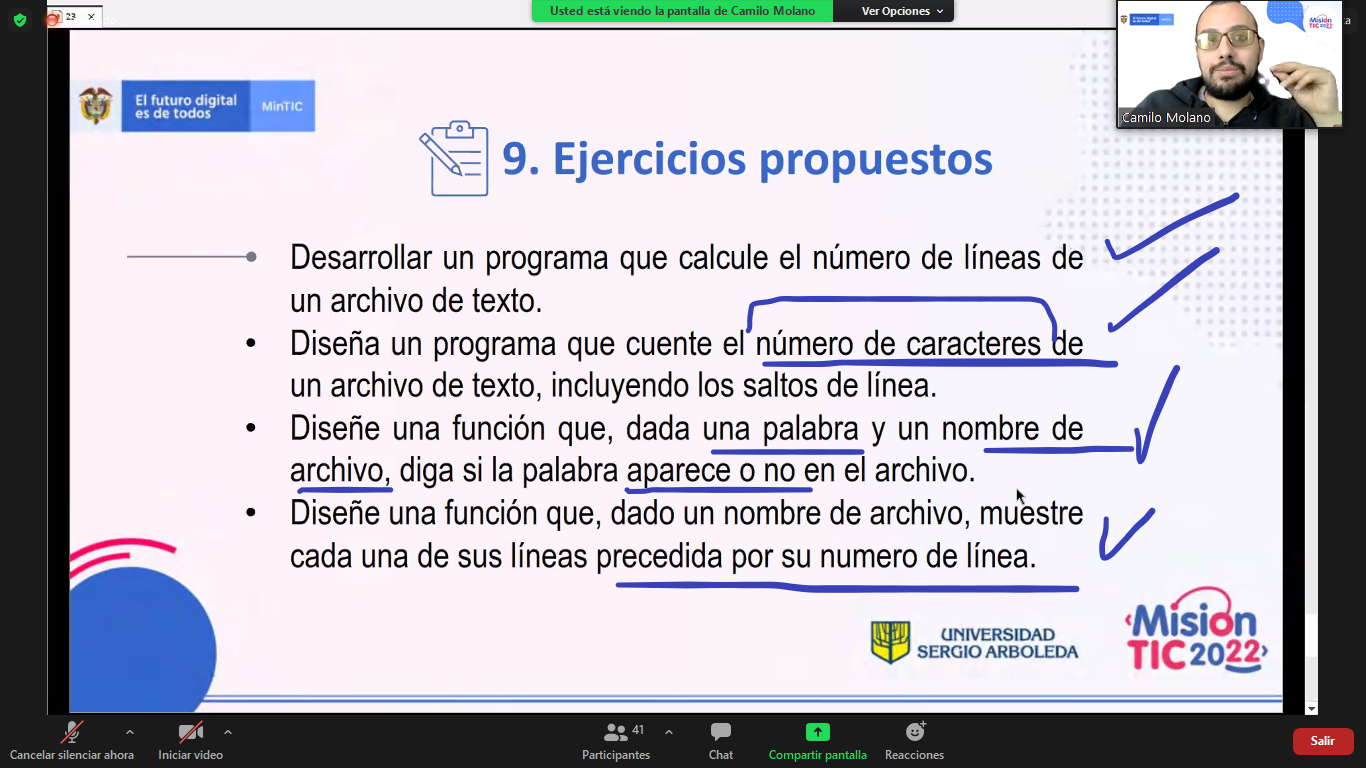 23
Usted está viendo la pantalla de Camilo Molano
Ver Opciones
El futuro digital
es de todos
MinTIC
Misión
TIC 2022
Camilo Molano
9. Ejercicios propuestos
Desarrollar un programa que calcule el número de líneas de
un archivo de texto.
• Diseña un programa que cuente el número de caracteres de
un archivo de texto, incluyendo los saltos de línea.
• Diseñe una función que, dada una palabra y un nombre de
archivo, diga si la palabra aparece o no en el archivo.
• Diseñe una función que, dado un nombre de archivo, muestre
cada una de sus líneas precedida por su numero de línea.
UNIVERSIDAD
SERGIO ARBOLEDA
Misión
TIC 2022
Cancelar silenciar ahora
Iniciar video
41
Participantes
Chat
Compartir pantalla
Reacciones
Salir